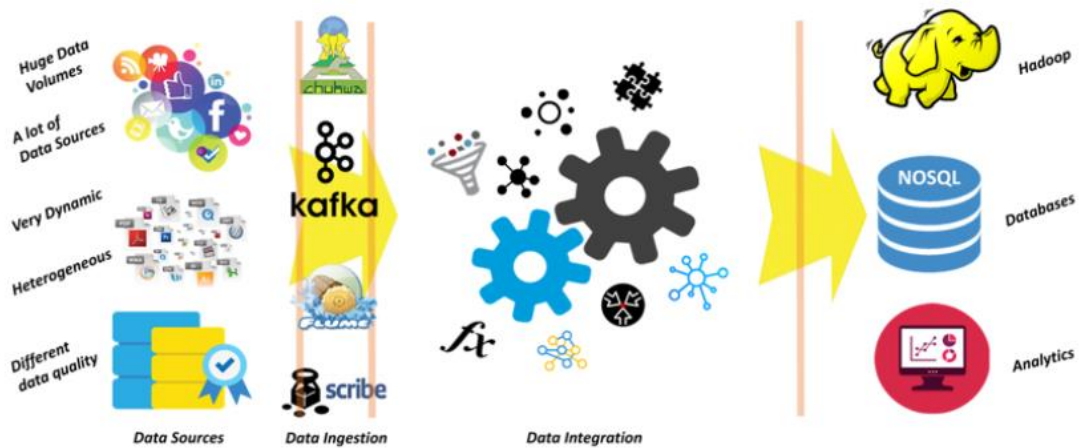 Huge Data
Volumes
A lot of
Data Sources
Very Dynamic
Heterogeneous
Different
data quality
chukwa
kafka
FLUME
scribe
fx
NOSQL
Hadoop
Databases
Analytics
Data Sources
Data Ingestion
Data Integration